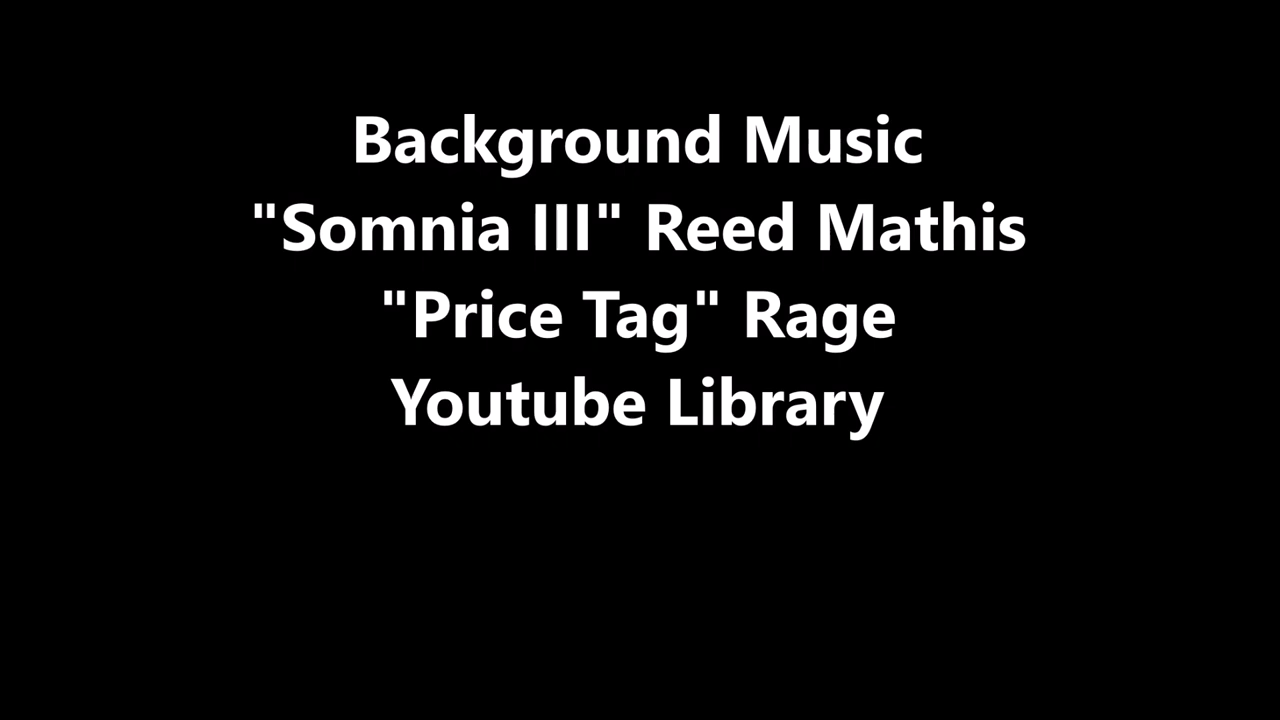 Background Music
"Somnia III" Reed Mathis
"Price Tag" Rage
Youtube Library